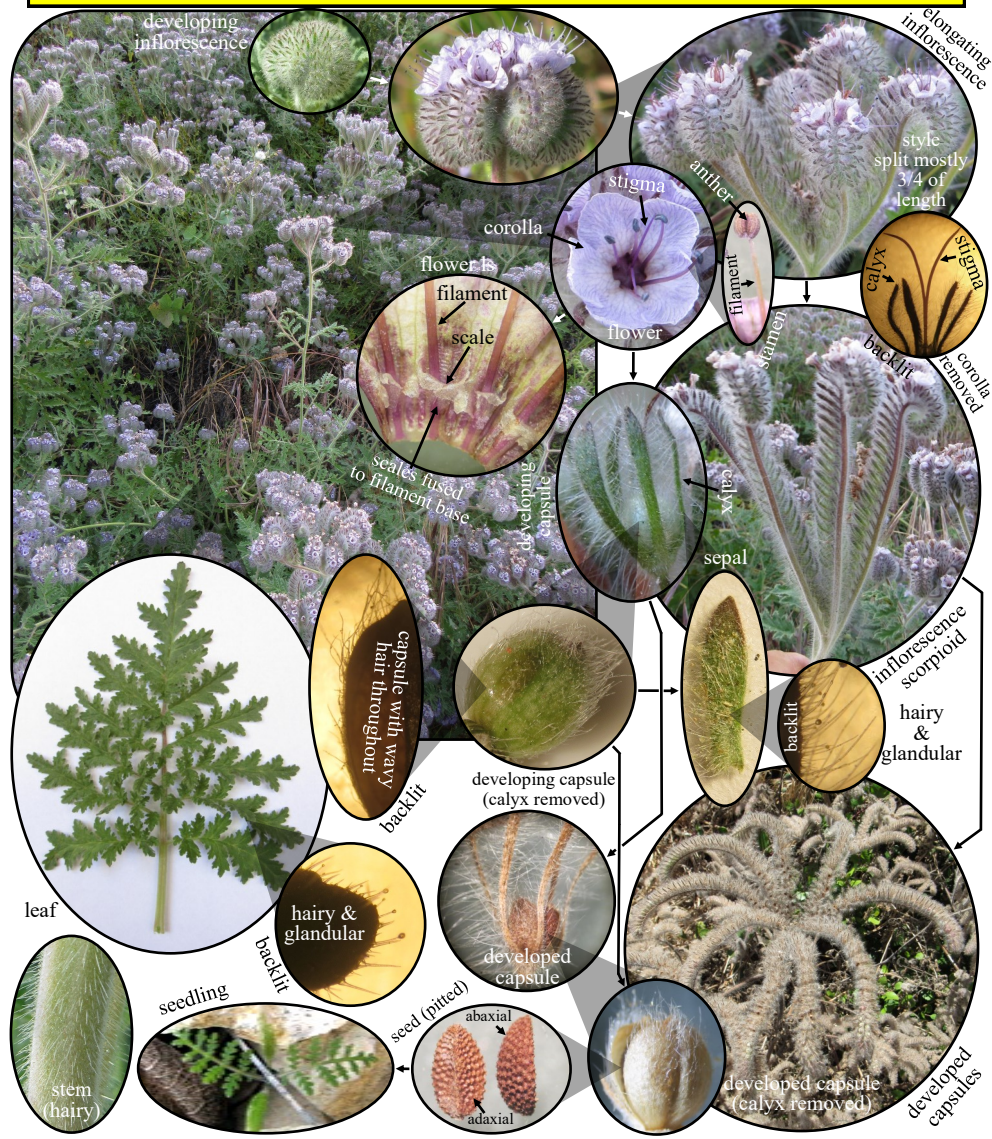 developing
inflorescence
elongating
inflorescence
style
split mostly
3/4 of
length
anther
stigma
corolla
filament
stamen
flower
calyx
stigma
backlit
corolla
removed
flower ls
filament
scale
scales fused
to filament base
developing
capsule
calyx
sepal
inflorescence
scorpioid
capsule with wavy
hair throughout
backlit
developing capsule
(calyx removed)
backlit
hairy
&
glandular
leaf
hairy &
glandular
backlit
developed
capsule
stem
(hairy)
seedling
seed (pitted)
abaxial
adaxial
developed capsule
(calyx removed)
developed
capsules